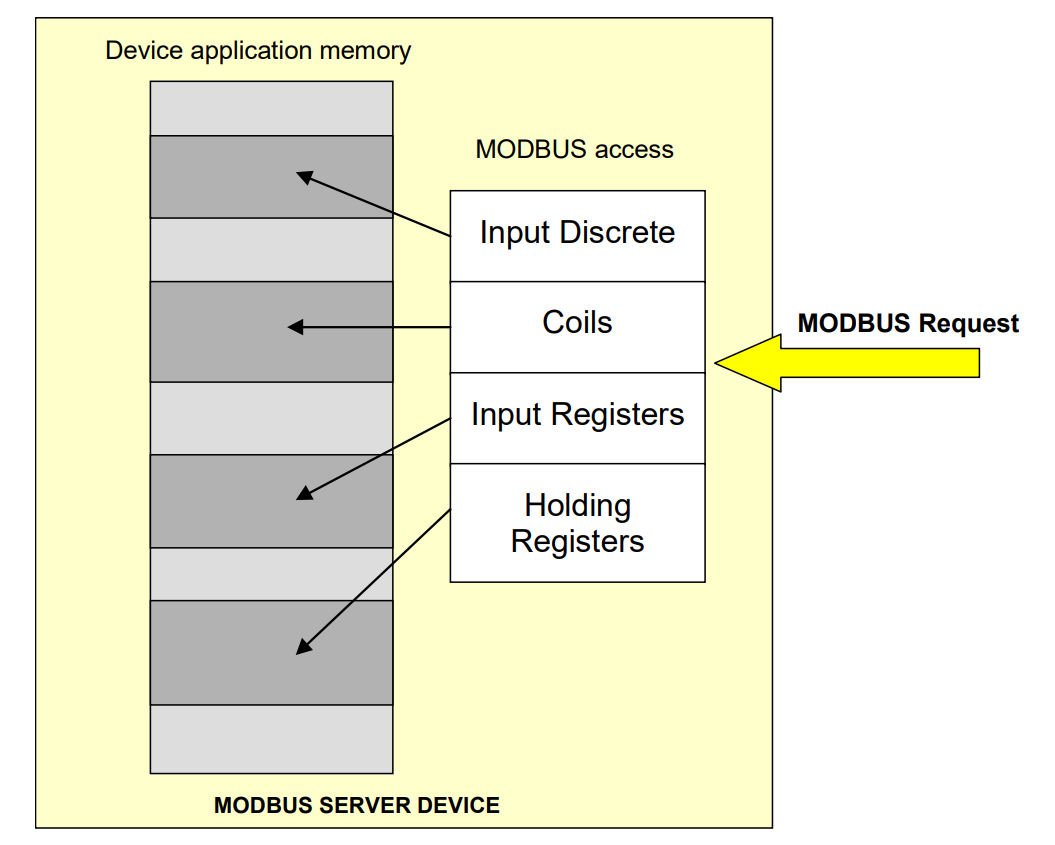 Device application memory
MODBUS access
Input Discrete
Coils
MODBUS Request
Input Registers
Holding
Registers
MODBUS SERVER DEVICE